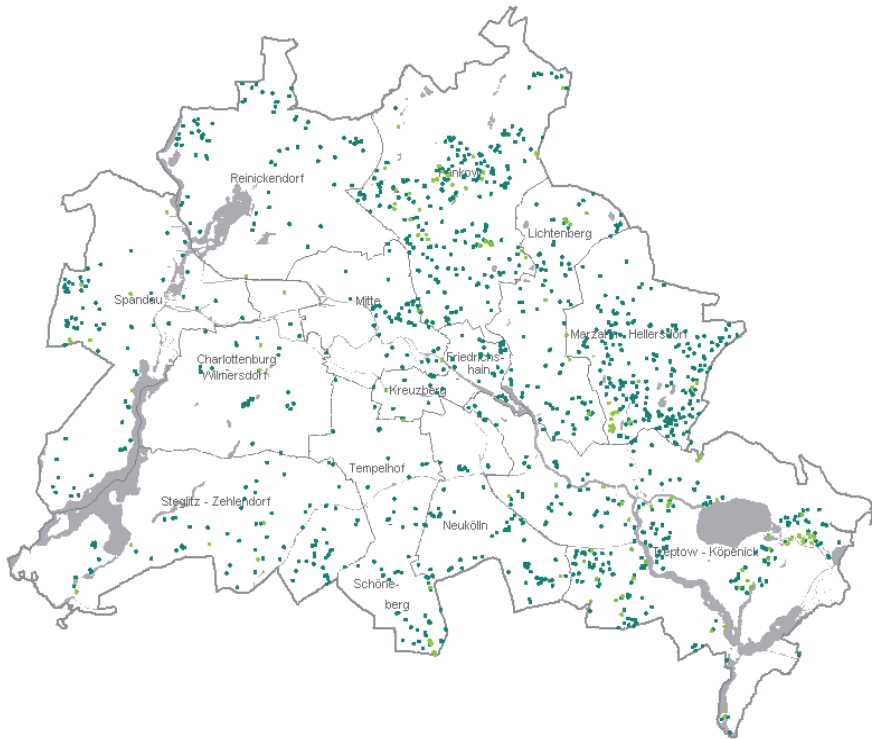 Reinickendorf
Pankow
Lichtenberg
Spandau
Mitte
Marzahn - Hellersdorf
Charlottenburg
Wilmersdorf
Friedrichs-
hain
Kreuzberg
Tempelhof
Steglitz - Zehlendorf
Neukölln
Treptow - Köpenick
Schöne-
berg